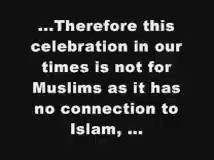 ...Therefore this
celebration in our
times is not for
Muslims as it has
no connection to
Islam, ...